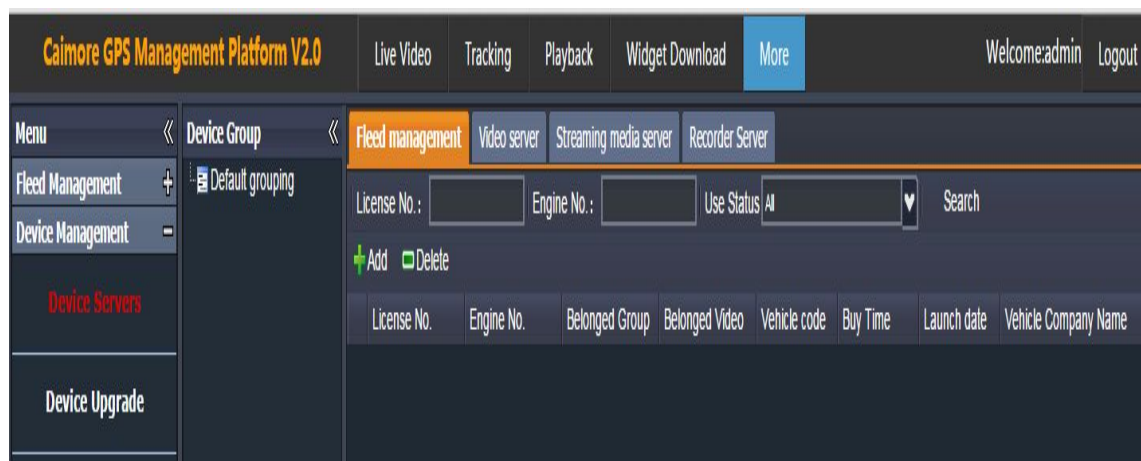 Caimore GPS Management Platform V2.0 Live Video Tracking Playback Widget Download More Welcome:admin Logout
Menu
Fleed Management
Device Management
Device Servers
Device Upgrade
Device Group
Default grouping
Fleed management Video server Streaming media server Recorder Server
License No.: Engine No.: Use Status All Search
Add Delete
License No. Engine No. Belonged Group Belonged Video Vehicle code Buy Time Launch date Vehicle Company Name